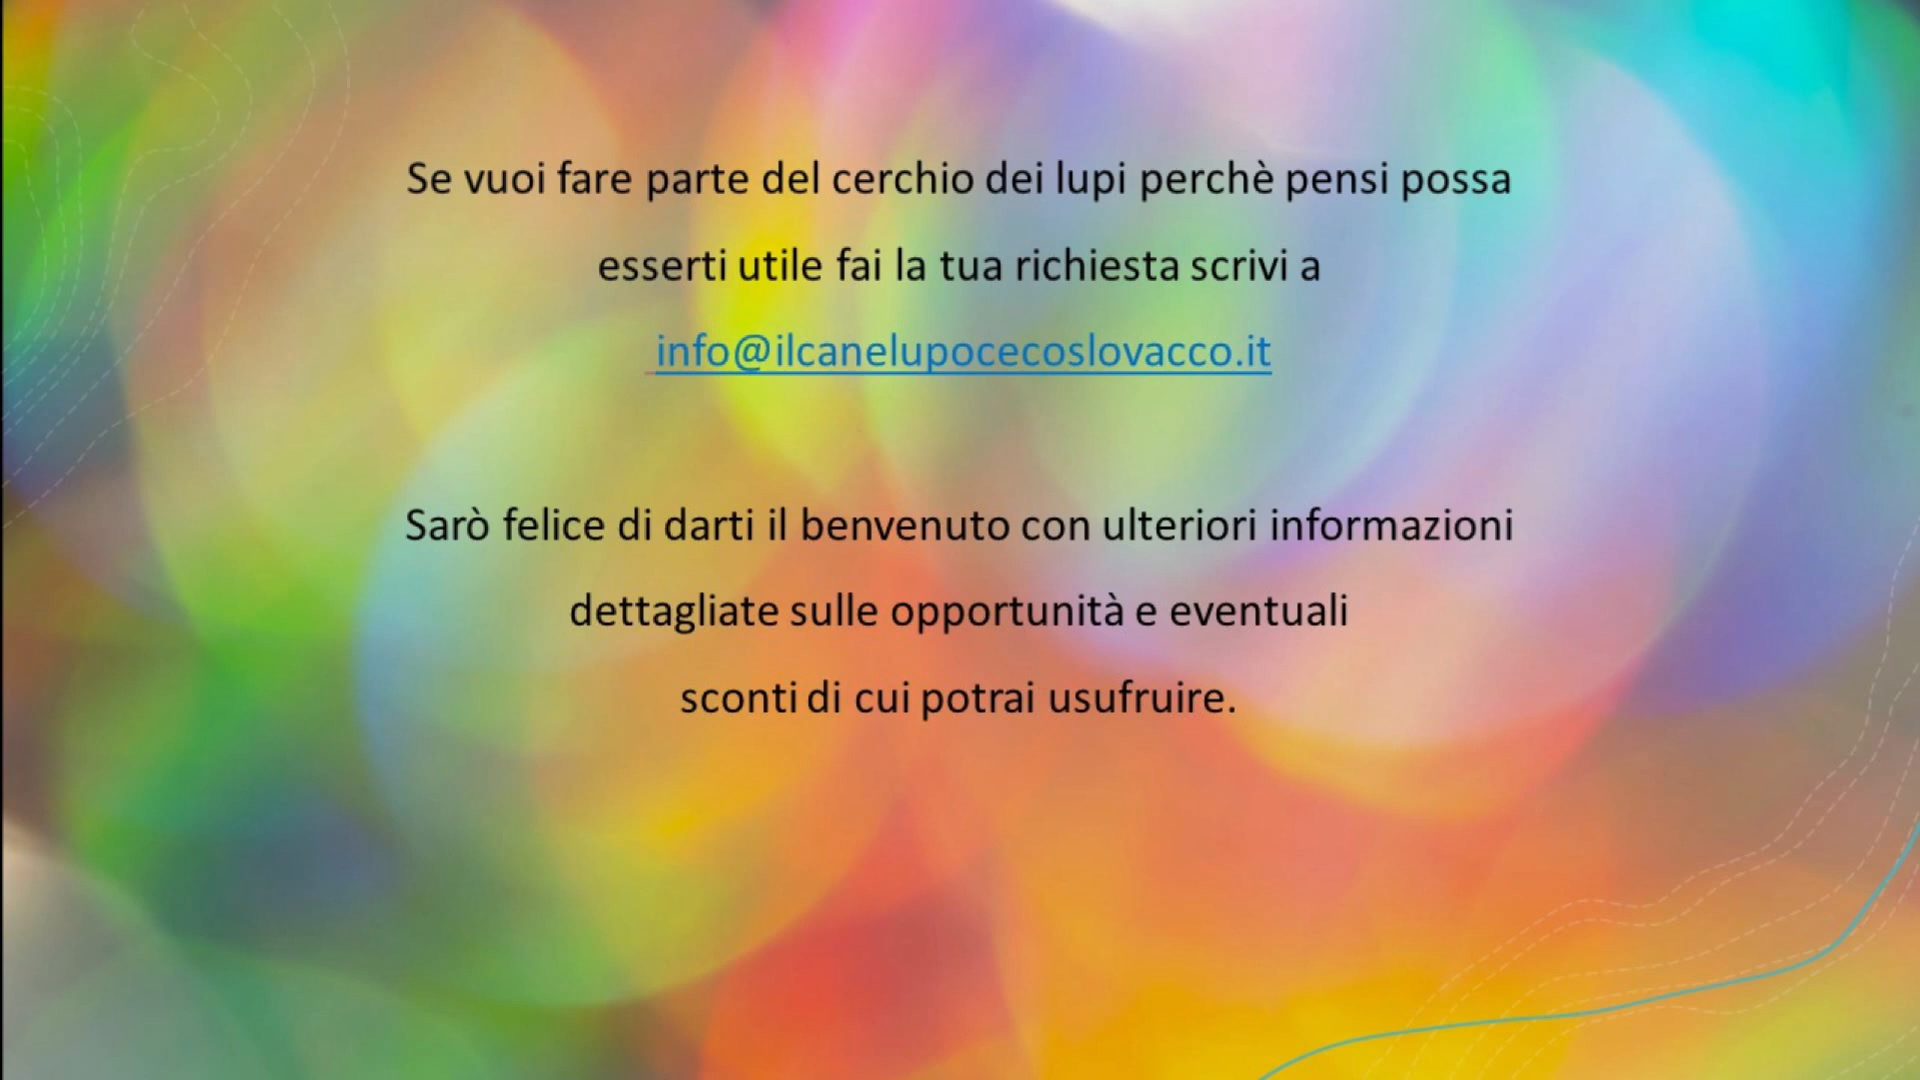 Se vuoi fare parte del cerchio dei lupi perchè pensi possa
esserti utile fai la tua richiesta scrivi a
info@ilcanelupocecoslovacco.it
Sarò felice di darti il benvenuto con ulteriori informazioni
dettagliate sulle opportunità e eventuali
sconti di cui potrai usufruire.